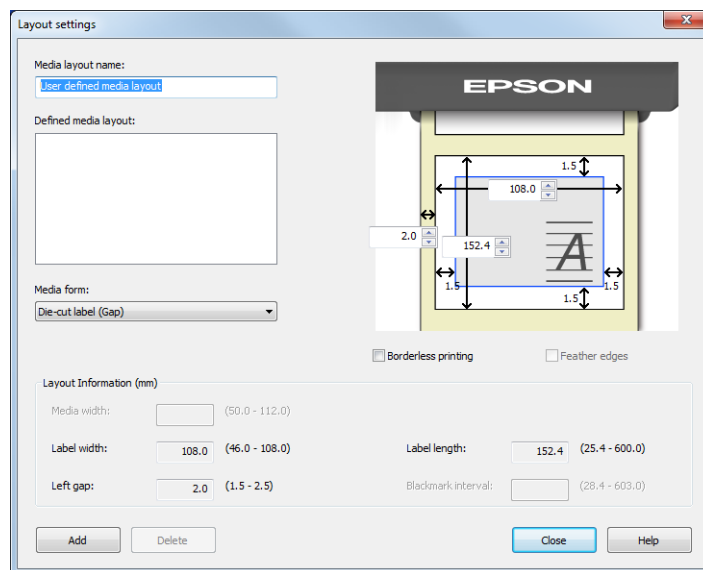 Layout settings
Media layout name:
User defined media layout
Defined media layout:
Media form:
Die-cut label (Gap)
EPSON
1.5
108.0
2.0
152.4
A
1.5
1.5
1.5
Borderless printing
Feather edges
Layout Information (mm)
Media width: (50.0 - 112.0)
Label width: 108.0 (46.0 - 108.0)
Label length: 152.4 (25.4 - 600.0)
Left gap: 2.0 (1.5 - 2.5)
Blackmark interval: (28.4 - 603.0)
Add
Delete
Close
Help